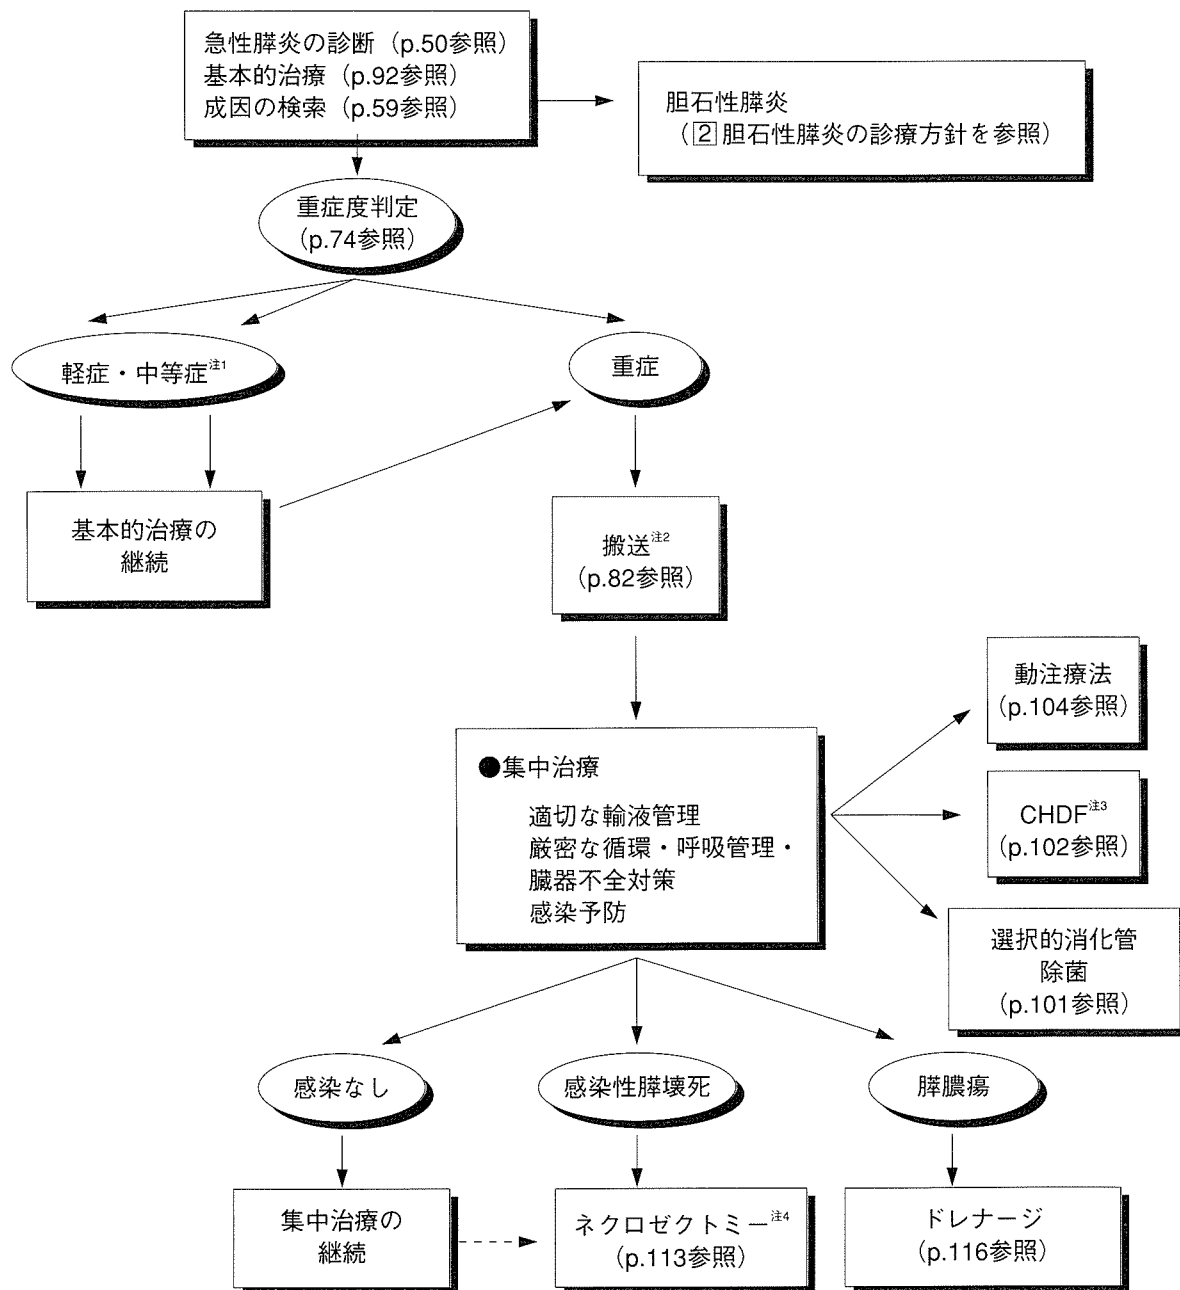 急性膵炎の診断（p.50参照）
基本的治療（p.92参照）
成因の検索（p.59参照）
胆石性膵炎
（2 胆石性膵炎の診療方針を参照）
重症度判定
（p.74参照）
軽症・中等症注1
重症
基本的治療の
継続
搬送注2
（p.82参照）
●集中治療
適切な輸液管理
厳密な循環・呼吸管理・
臓器不全対策
感染予防
動注療法
（p.104参照）
CHDF注3
（p.102参照）
選択的消化管
除菌
（p.101参照）
感染なし
感染性膵壊死
膵膿瘍
集中治療の
継続
ネクロゼクトミー注4
（p.113参照）
ドレナージ
（p.116参照）